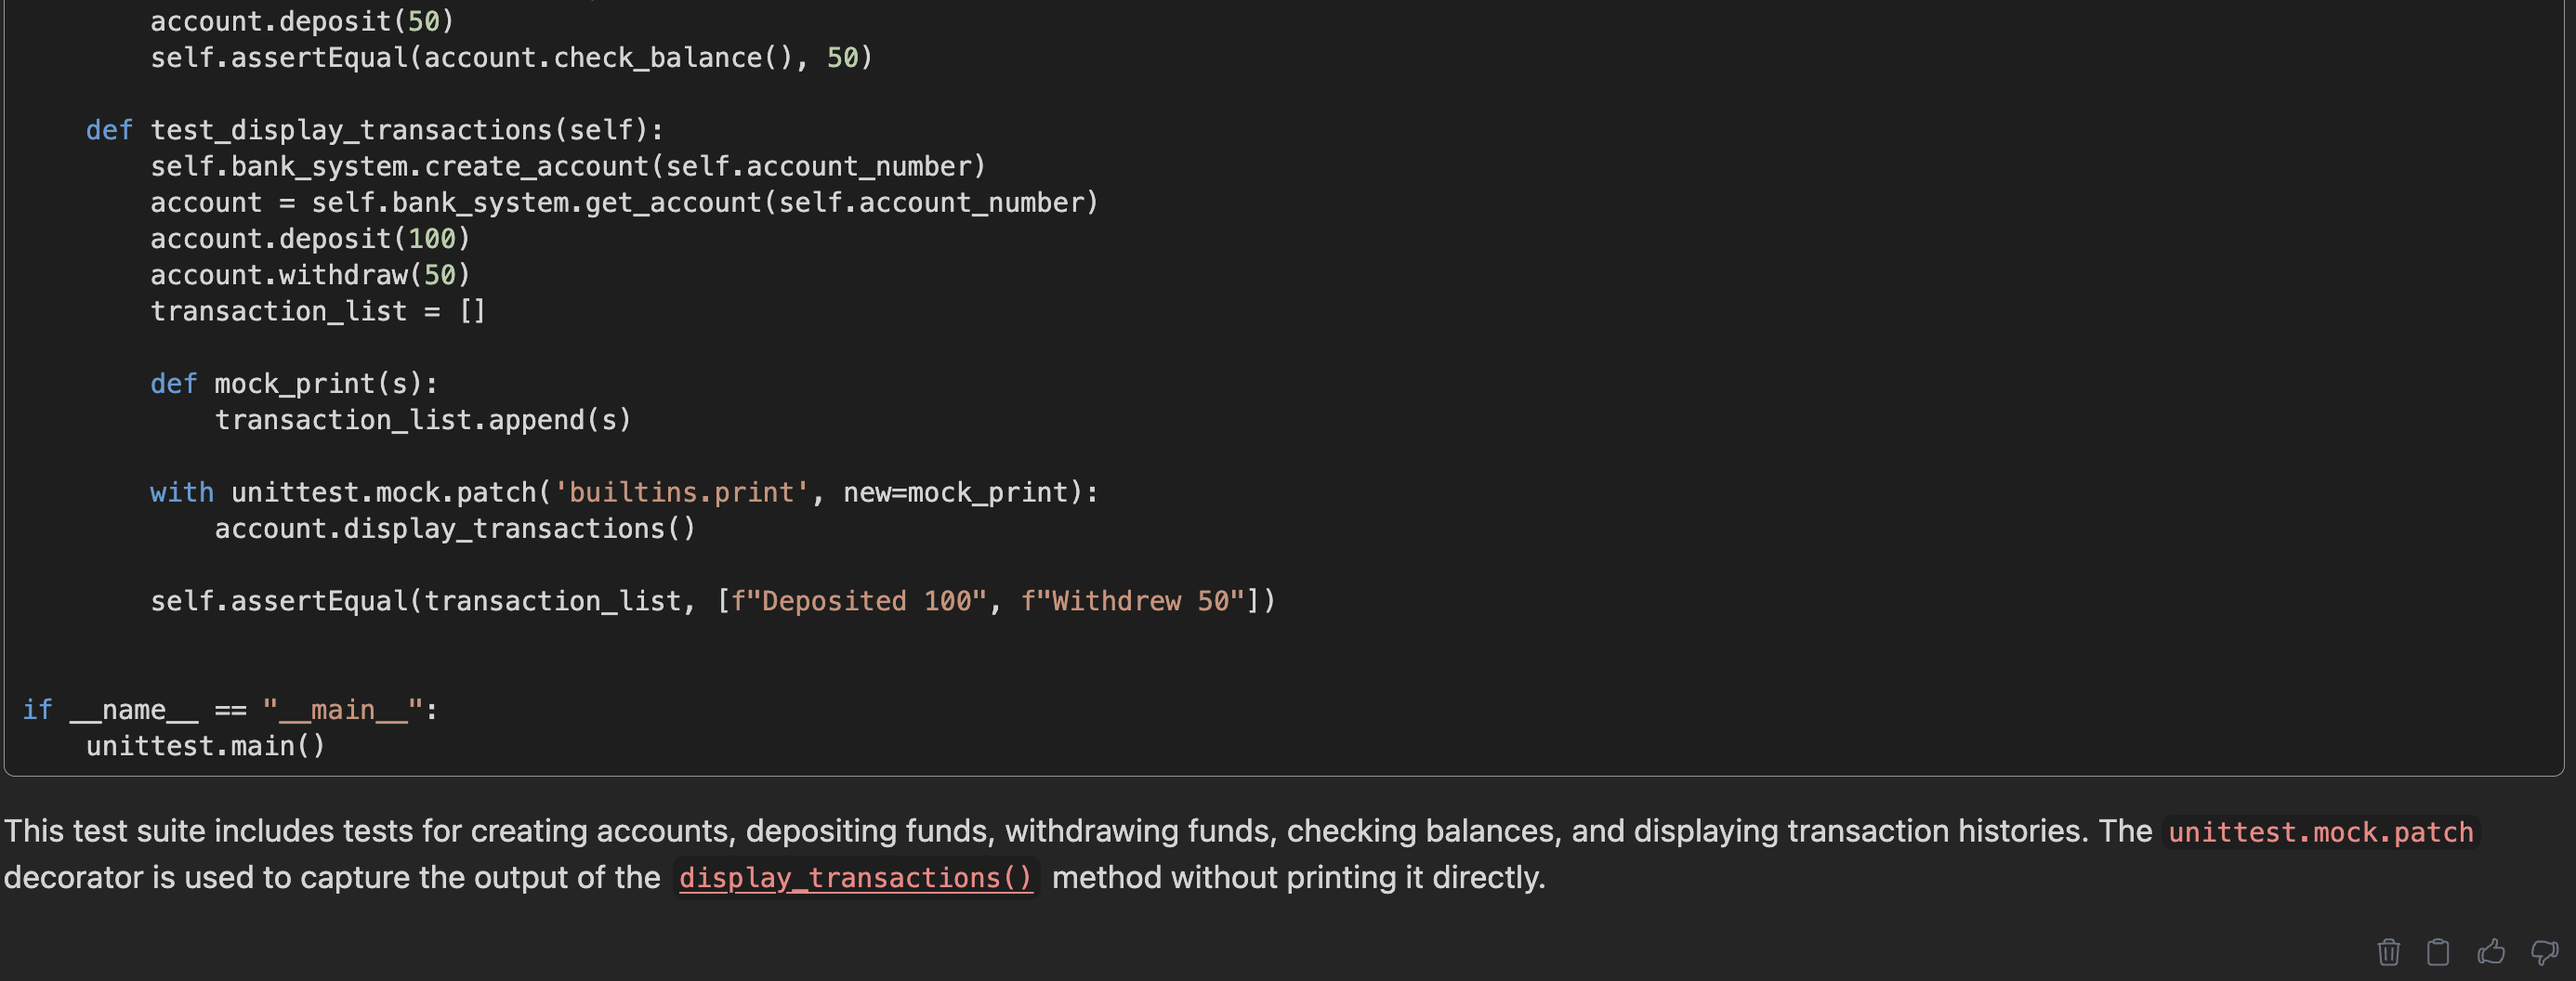 account.deposit(50)
self.assertEqual(account.check_balance(), 50)
def test_display_transactions(self):
self.bank_system.create_account(self.account_number)
account = self.bank_system.get_account(self.account_number)
account.deposit(100)
account.withdraw(50)
transaction_list = []
def mock_print(s):
transaction_list.append(s)
with unittest.mock.patch('builtins.print', new=mock_print):
account.display_transactions()
self.assertEqual(transaction_list, [f"Deposited 100", f"Withdrew 50"])
if __name__ == "__main__":
unittest.main()
This test suite includes tests for creating accounts, depositing funds, withdrawing funds, checking balances, and displaying transaction histories. The unittest.mock.patch
decorator is used to capture the output of the display_transactions() method without printing it directly.